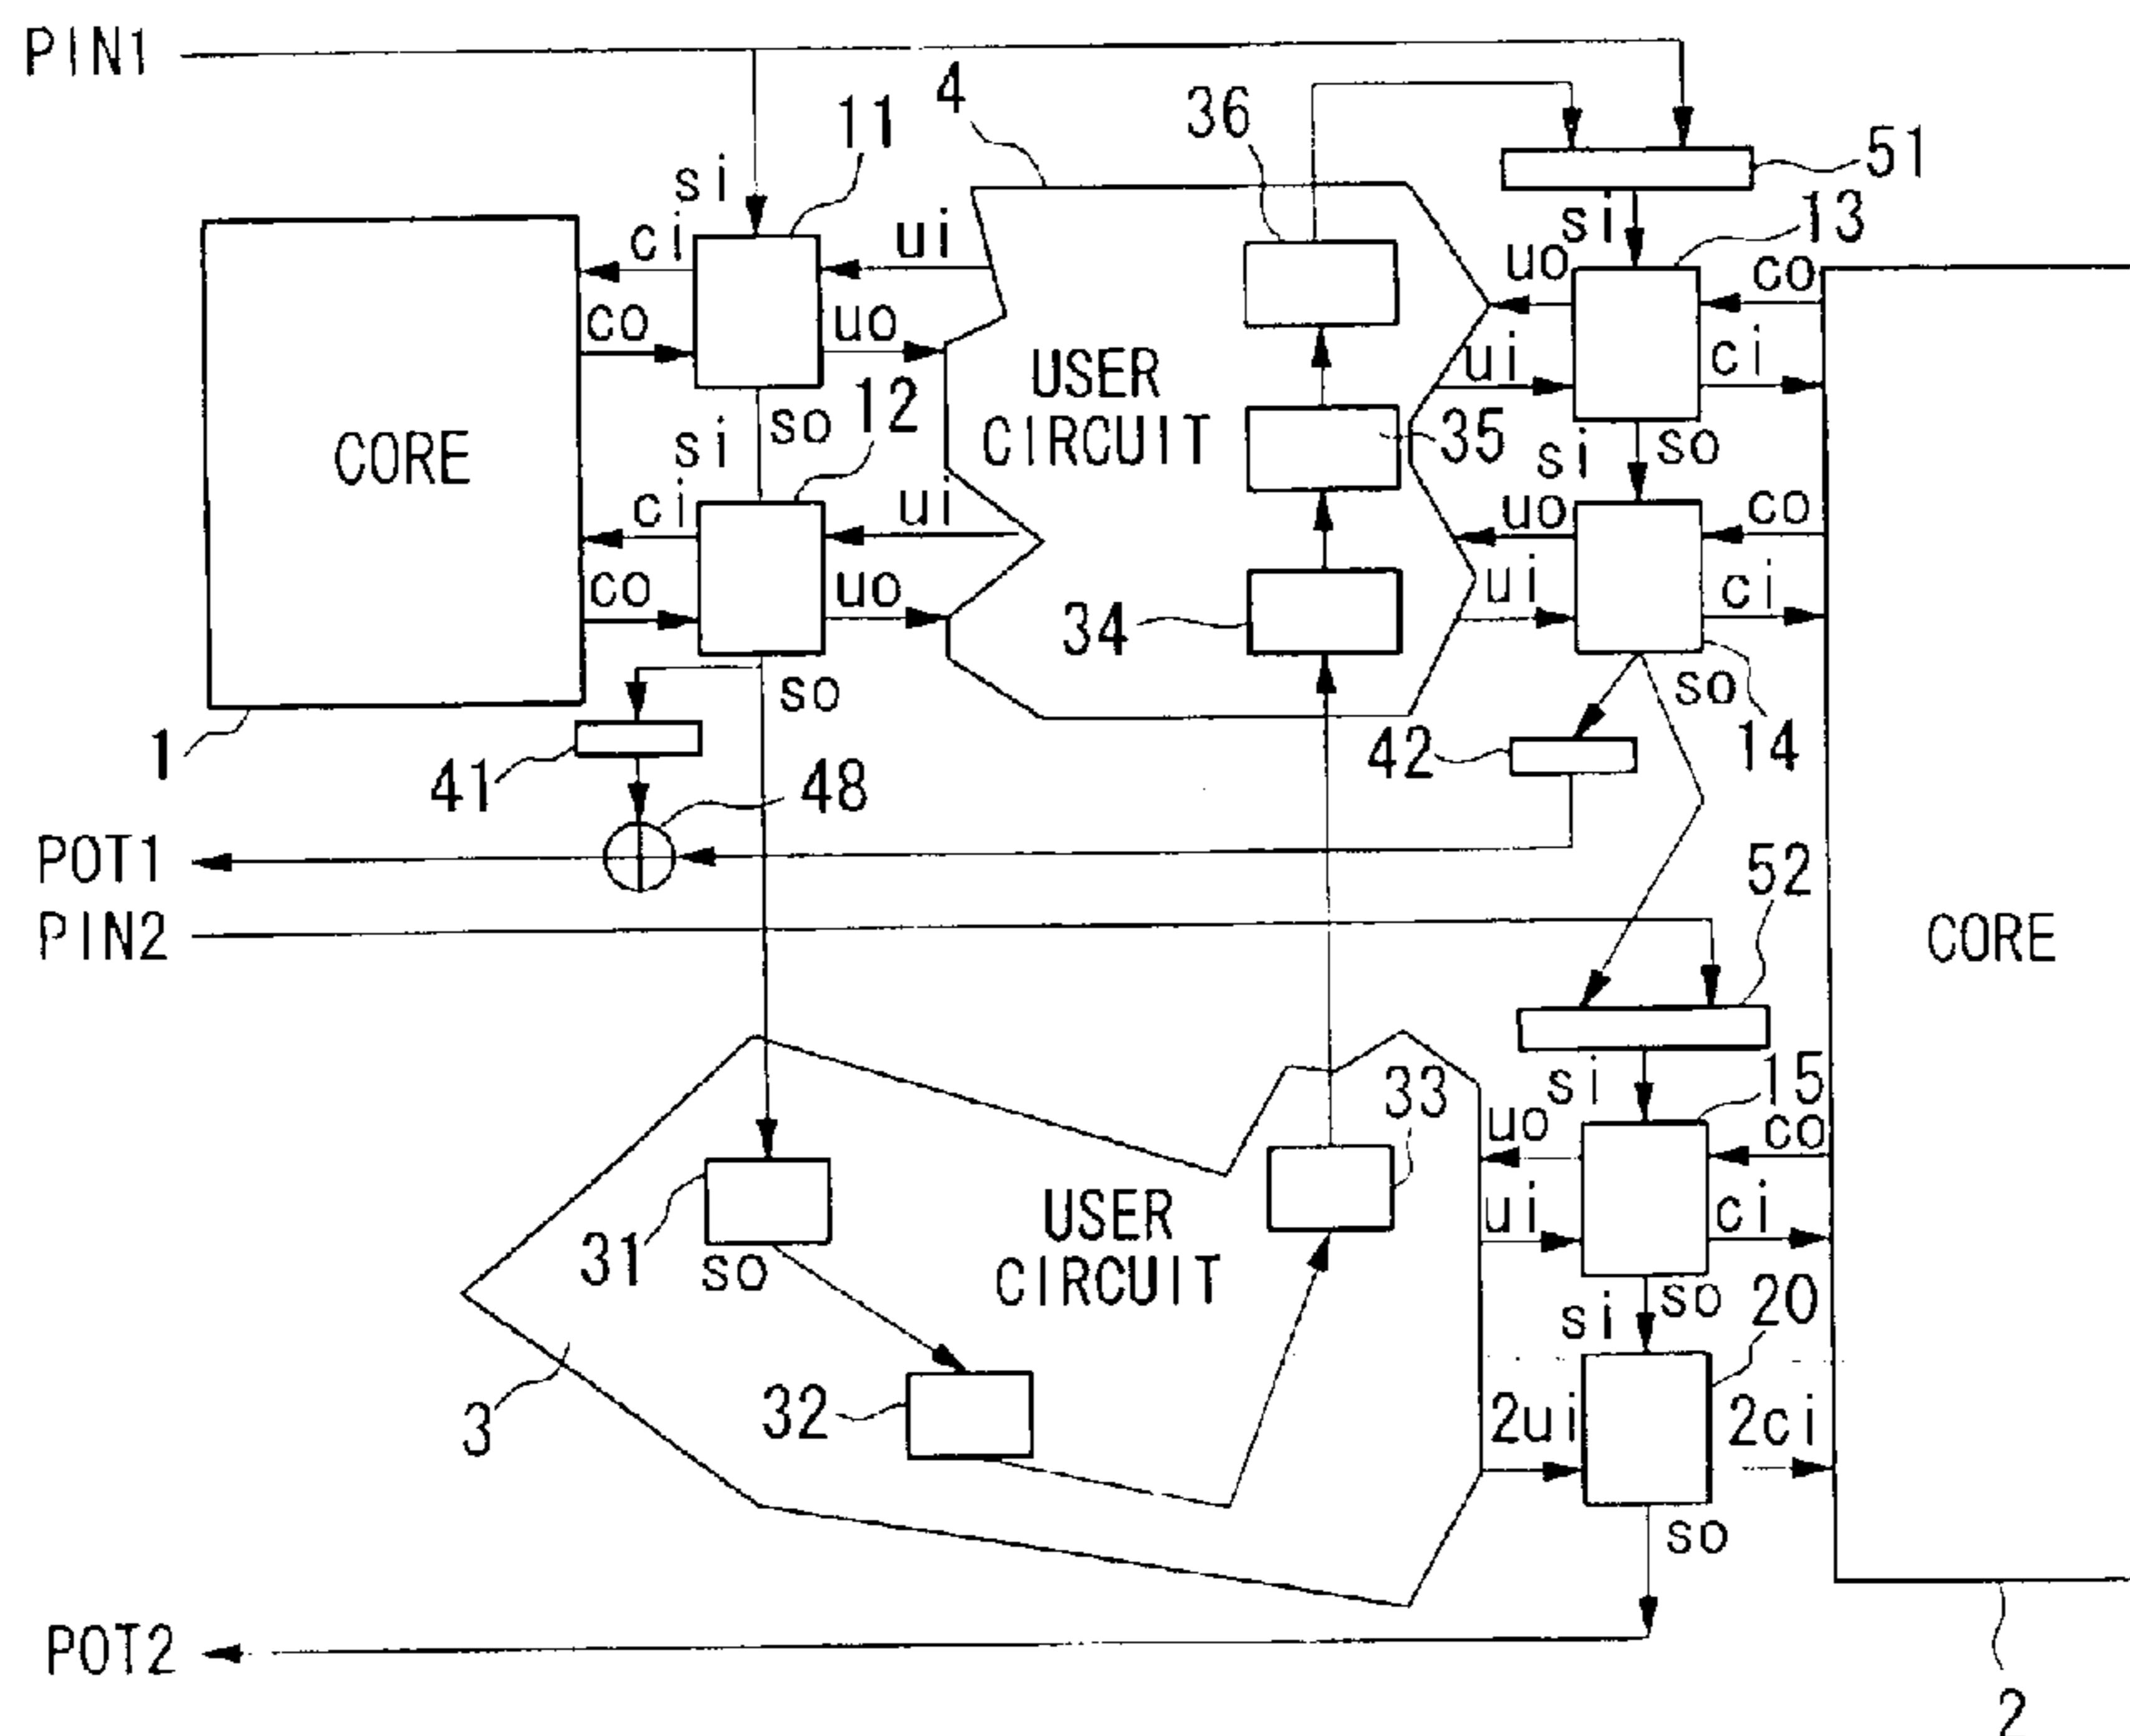 PIN1
4
36
11
51
si
si
13
ci
ui
uo
co
co
uo
USER
CIRCUIT
ui
ci
12
si
so
35
si
so
CORE
ci
ui
uo
co
co
uo
34
ui
ci
so
so
14
1
41
48
42
POT1
52
PIN2
CORE
si
15
33
uo
co
31
so
USER
CIRCUIT
ui
ci
so
si
20
3
32
2ui
2ci
so
POT2
2